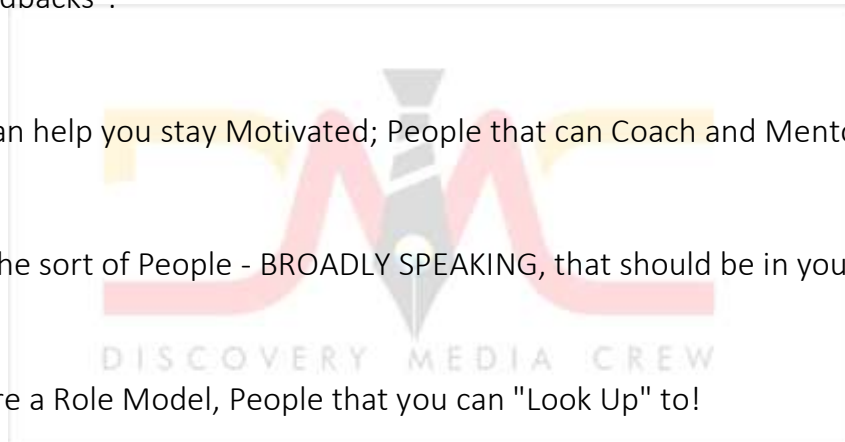 dbacks".
an help you stay Motivated; People that can Coach and Mento
he sort of People - BROADLY SPEAKING, that should be in you
DISCOVERY MEDIA CREW
re a Role Model, People that you can "Look Up" to!